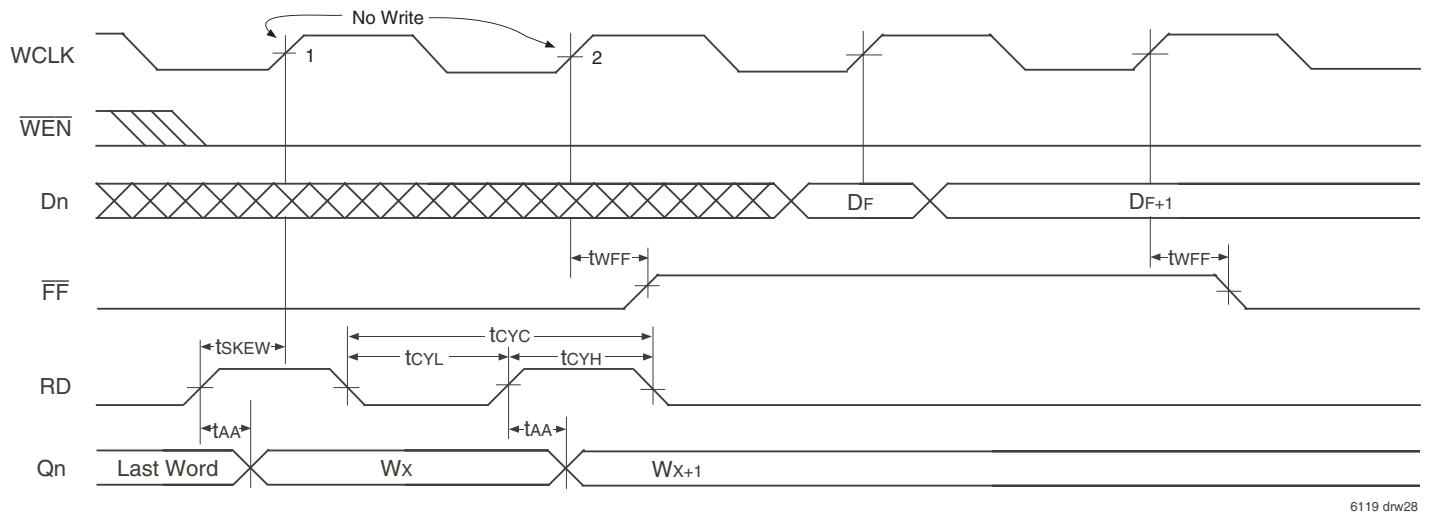 No Write
WCLK
1
2
WEN
Dn
DF
DF+1
tWFF
tWFF
FF
tCYC
tSKEW
tCYL
tCYH
RD
tAA
tAA
Qn
Last Word
WX
WX+1
6119 drw28